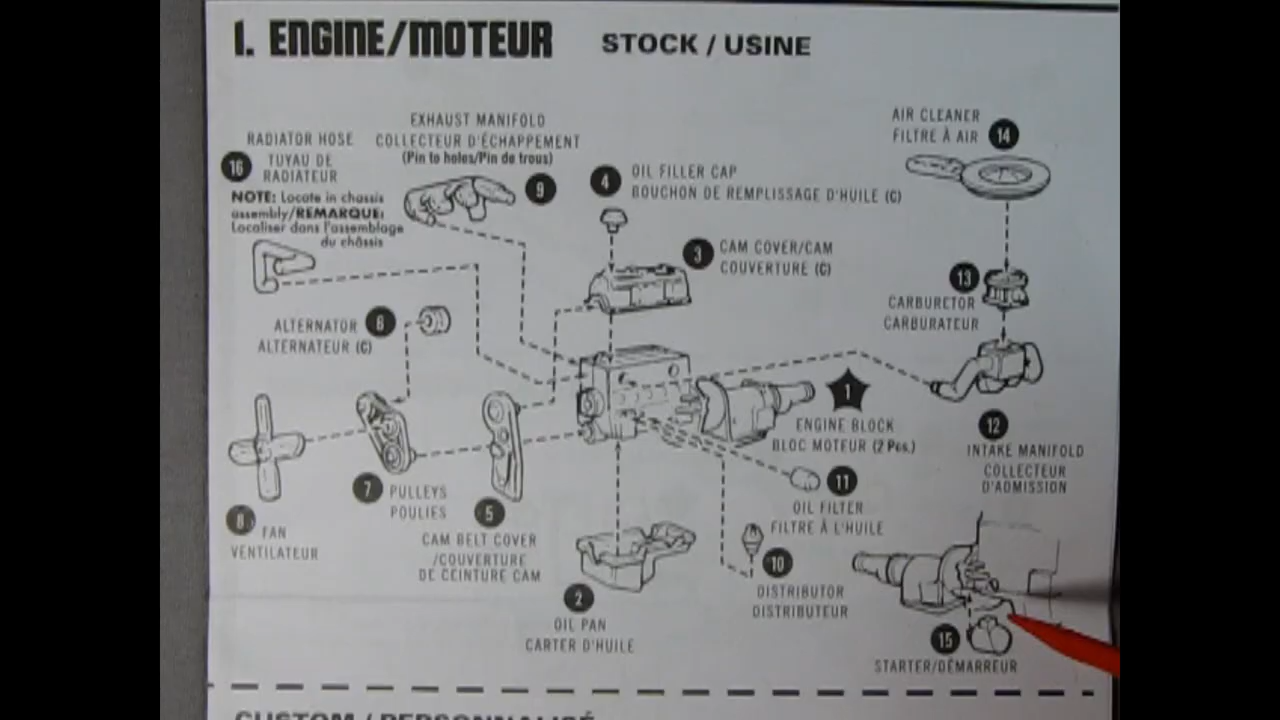 1. ENGINE/MOTEUR STOCK / USINE
EXHAUST MANIFOLD
COLLECTEUR D'ÉCHAPPEMENT
(Pin to holes/Pin de trous)
9
RADIATOR HOSE
TUYAU DE
RADIATEUR
16
NOTE: Locate in chassis
assembly/REMARQUE:
Localiser dans l'assemblage
du châssis
4
OIL FILLER CAP
BOUCHON DE REMPLISSAGE D'HUILE (C)
AIR CLEANER
FILTRE À AIR
14
3
CAM COVER/CAM
COUVERTURE (C)
13
CARBURETOR
CARBURATEUR
ALTERNATOR
ALTERNATEUR (C)
8
1
ENGINE BLOCK
BLOC MOTEUR (2 Pcs.)
12
INTAKE MANIFOLD
COLLECTEUR
D'ADMISSION
7
PULLEYS
POULIES
5
CAM BELT COVER
/COUVERTURE
DE CEINTURE CAM
11
OIL FILTER
FILTRE À L'HUILE
FAN
VENTILATEUR
2
OIL PAN
CARTER D'HUILE
10
DISTRIBUTOR
DISTRIBUTEUR
15
STARTER/DÉMARREUR
CUSTOM / PERSONNALISÉ